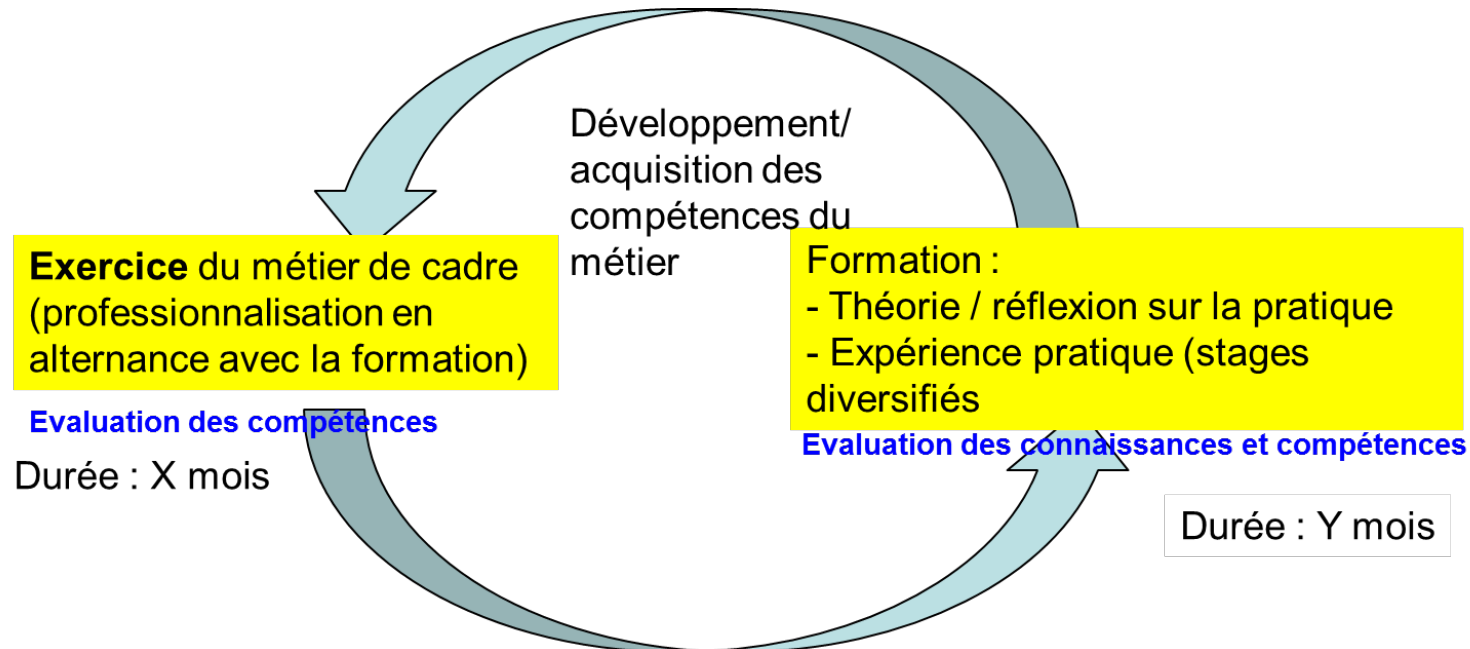 Développement/
acquisition des
compétences du
métier
Exercice du métier de cadre
(professionnalisation en
alternance avec la formation)
Evaluation des compétences
Durée : X mois
Formation :
- Théorie / réflexion sur la pratique
- Expérience pratique (stages
diversifiés
Evaluation des connaissances et compétences
Durée : Y mois